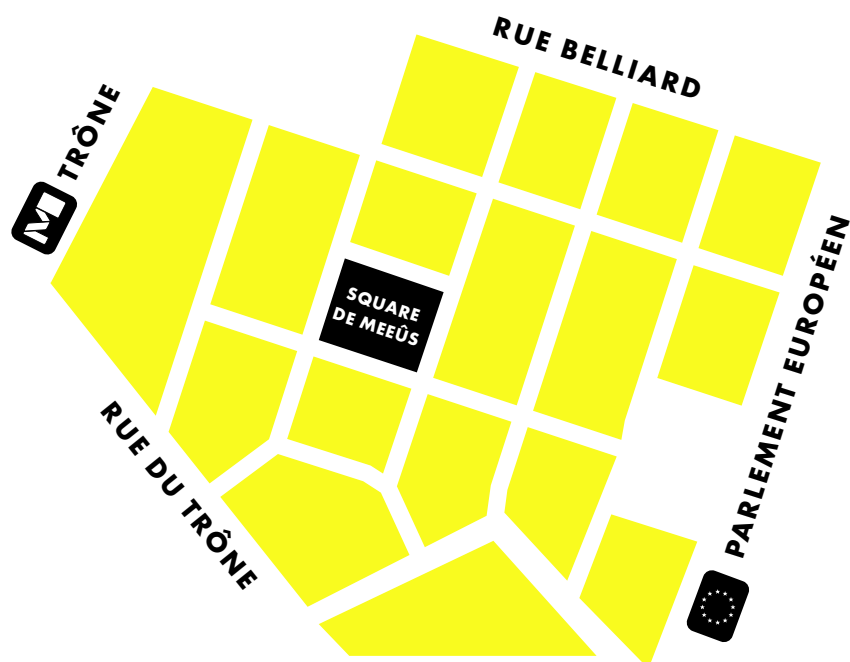 RUE BELLIARD
TRÔNE
M
SQUARE
DE MEEÛS
PARLEMENT EUROPÉEN
RUE DU TRÔNE